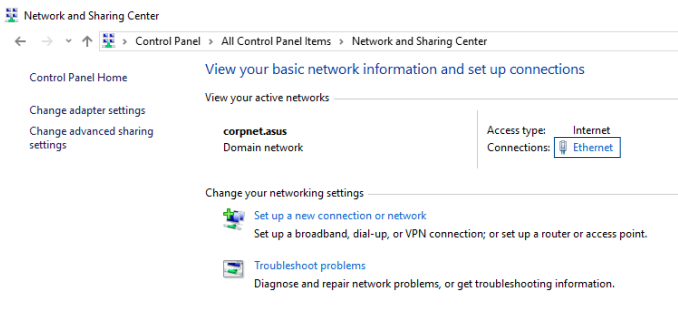 Network and Sharing Center
Control Panel > All Control Panel Items > Network and Sharing Center
Control Panel Home
Change adapter settings
Change advanced sharing
settings
View your basic network information and set up connections
View your active networks
corpnet.asus
Domain network
Access type: Internet
Connections: Ethernet
Change your networking settings
Set up a new connection or network
Set up a broadband, dial-up, or VPN connection; or set up a router or access point.
Troubleshoot problems
Diagnose and repair network problems, or get troubleshooting information.